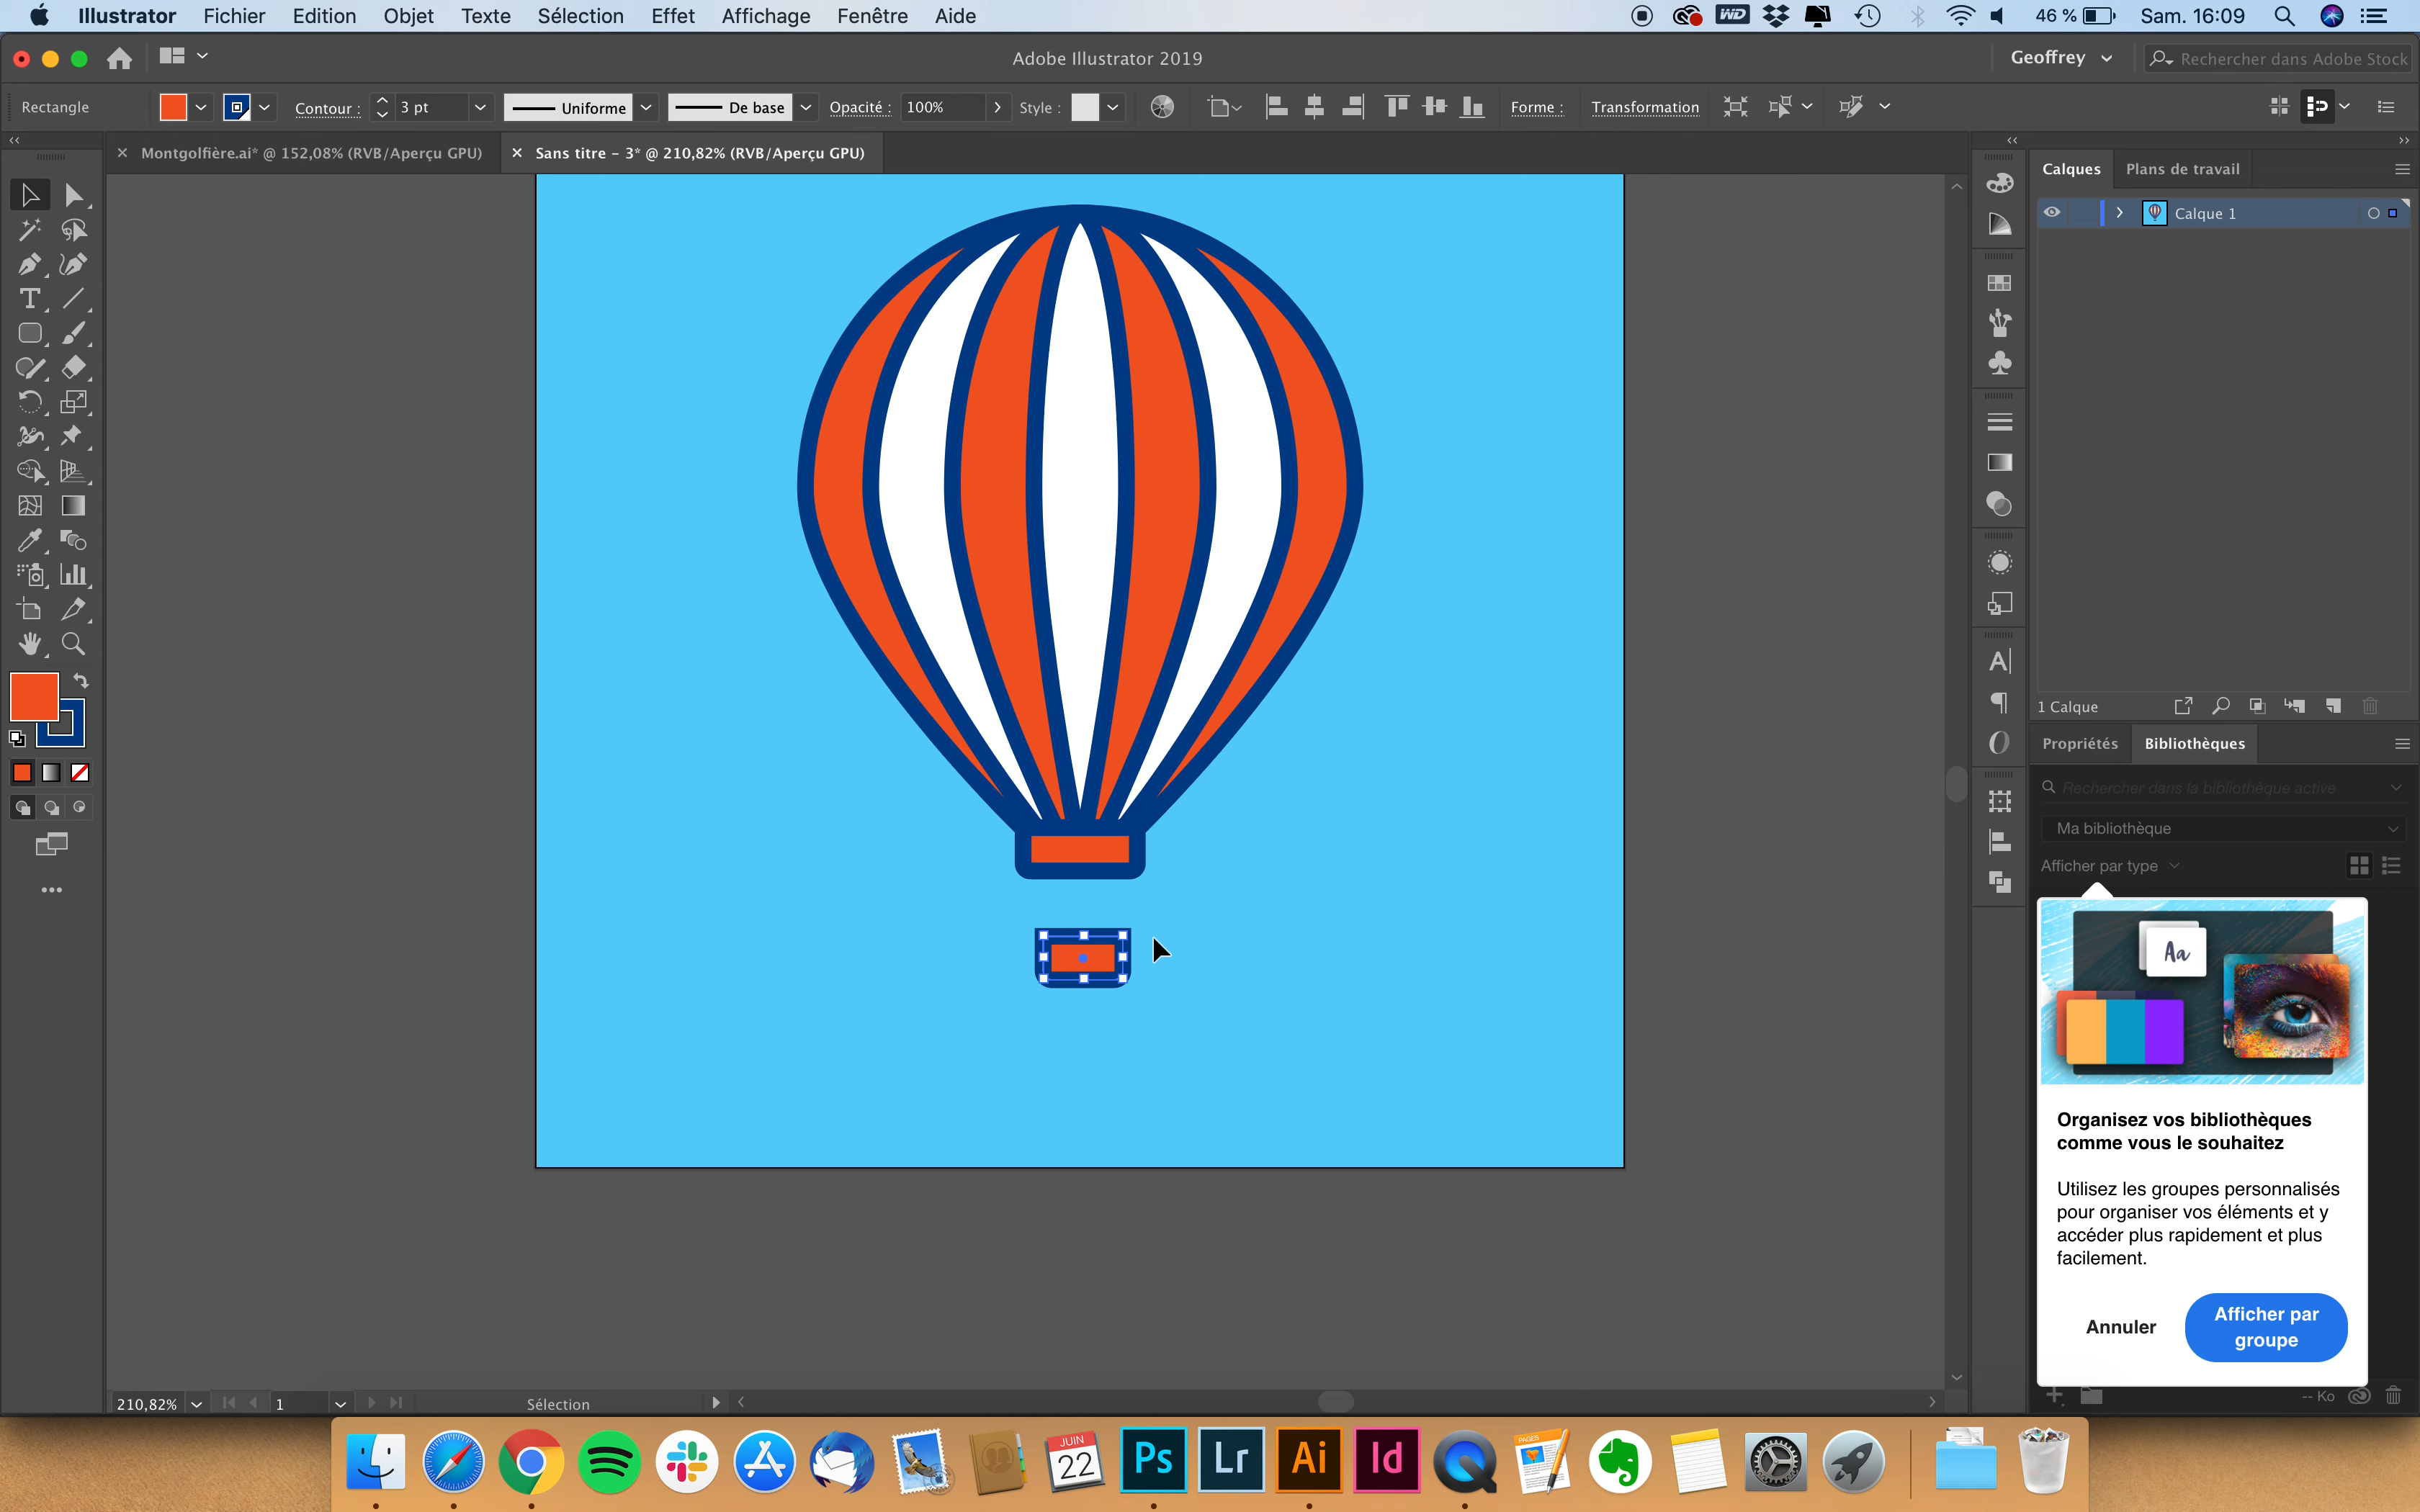 Illustrator Fichier Edition Objet Texte Sélection Effet Affichage Fenêtre Aide WD 46 % Sam. 16:09
Adobe Illustrator 2019 Geoffrey Rechercher dans Adobe Stock
Rectangle Contour : 3 pt Uniforme De base Opacité : 100% Style : Forme : Transformation
Montgolfière.ai* @ 152,08% (RVB/Aperçu GPU) Sans titre - 3* @ 210,82% (RVB/Aperçu GPU)
Calques Plans de travail
Calque 1
1 Calque
Propriétés Bibliothèques
Rechercher dans la bibliothèque active
Ma bibliothèque
Afficher par type
Aa
Organisez vos bibliothèques
comme vous le souhaitez
Utilisez les groupes personnalisés
pour organiser vos éléments et y
accéder plus rapidement et plus
facilement.
Annuler
Afficher par
groupe
-- Ko
210,82% 1 Sélection
JUIN
22
Ps
Lr
Ai
Id
PAGES